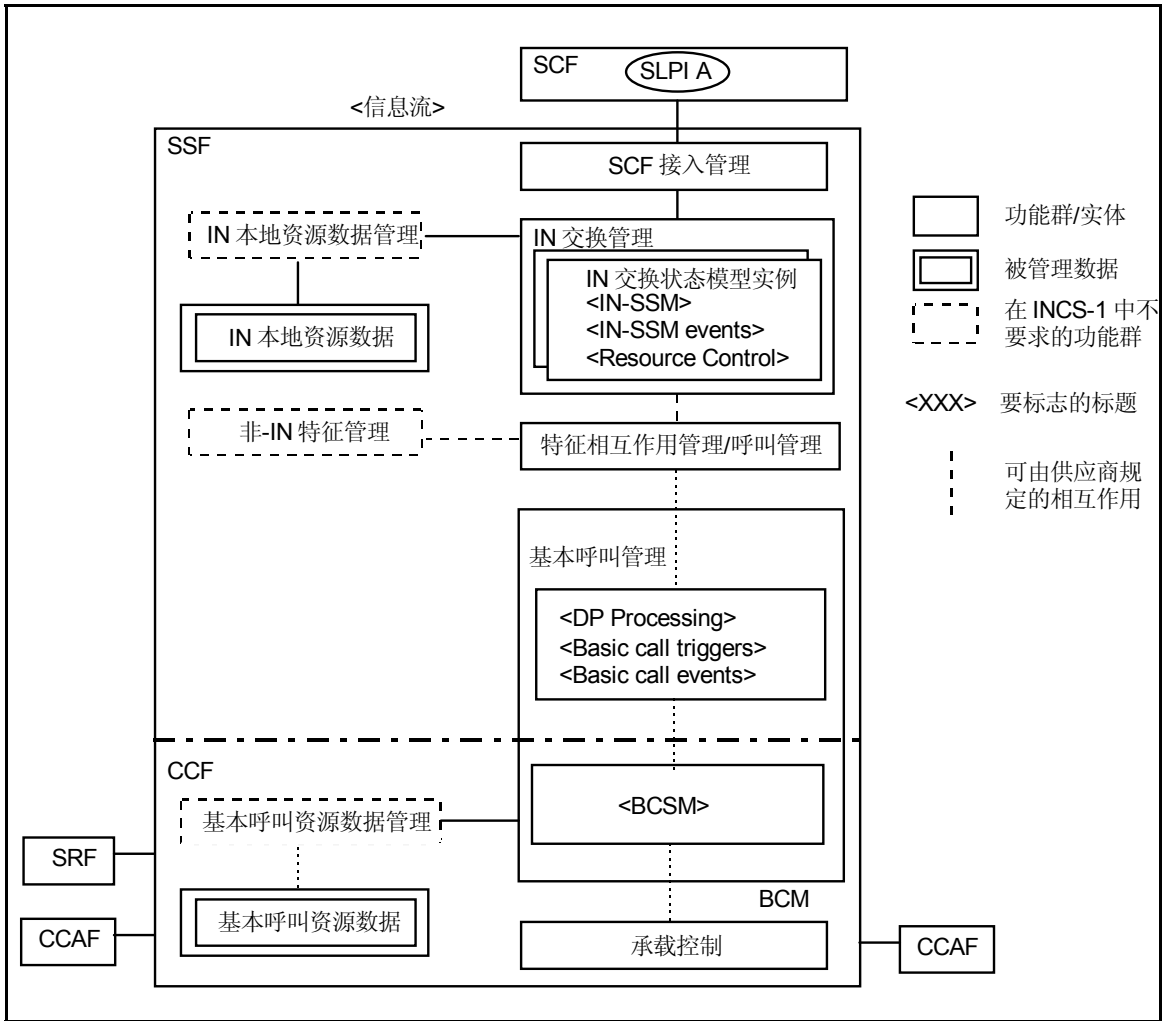 SCF
SLPI A
<信息流>
SSF
SCF 接入管理
IN 本地资源数据管理
IN 交换管理
IN 交换状态模型实例
<IN-SSM>
<IN-SSM events>
<Resource Control>
IN 本地资源数据
非-IN 特征管理
特征相互作用管理/呼叫管理
基本呼叫管理
<DP Processing>
<Basic call triggers>
<Basic call events>
CCF
<BCSM>
基本呼叫资源数据管理
SRF
BCM
CCAF
基本呼叫资源数据
承载控制
CCAF
功能群/实体
被管理数据
在 INCS-1 中不
要求的功能群
<XXX> 要标志的标题
可由供应商规
定的相互作用